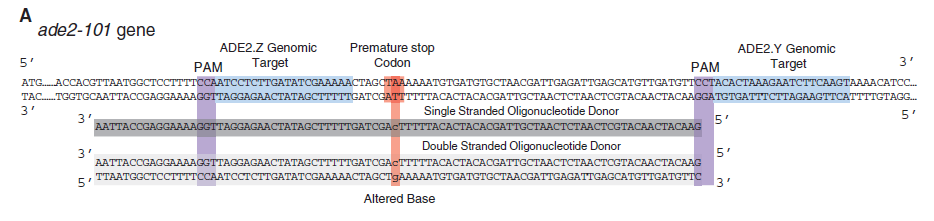 A
ade2-101 gene
ADE2.Z Genomic Target
Premature stop Codon
ADE2.Y Genomic Target
PAM
PAM
5'
3'
ATG......ACCACGTTAATGGCTCCTTTTCCAATCCTCTTGATATCGAAAAACTAGCTAAAAAATGTGATGTGCTAACGATTGAGATTGAGCATGTTGATGTTCCTACACTAAAGAATCTTCAAGTAAAACATCC...
TAC......TGGTGCAATTACCGAGGAAAAGGTTAGGAGAACTATAGCTTTTTGATCGATTTTTTACACTACACGATTGCTAACTCTAACTCGTACAACTACAAGGATGTGATTTCTTAGAAGTTCATTTTGTAGG...
3'
5'
Single Stranded Oligonucleotide Donor
3'
5'
AATTACCGAGGAAAAGGTTAGGAGAACTATAGCTTTTTGATCGAcTTTTTACACTACACGATTGCTAACTCTAACTCGTACAACTACAAG
Double Stranded Oligonucleotide Donor
3'
5'
AATTACCGAGGAAAAGGTTAGGAGAACTATAGCTTTTTGATCGAcTTTTTACACTACACGATTGCTAACTCTAACTCGTACAACTACAAG
TTAATGGCTCCTTTTCCAATCCTCTTGATATCGAAAAACTAGCTgAAAAATGTGATGTGCTAACGATTGAGATTGAGCATGTTGATGTTC
5'
3'
Altered Base